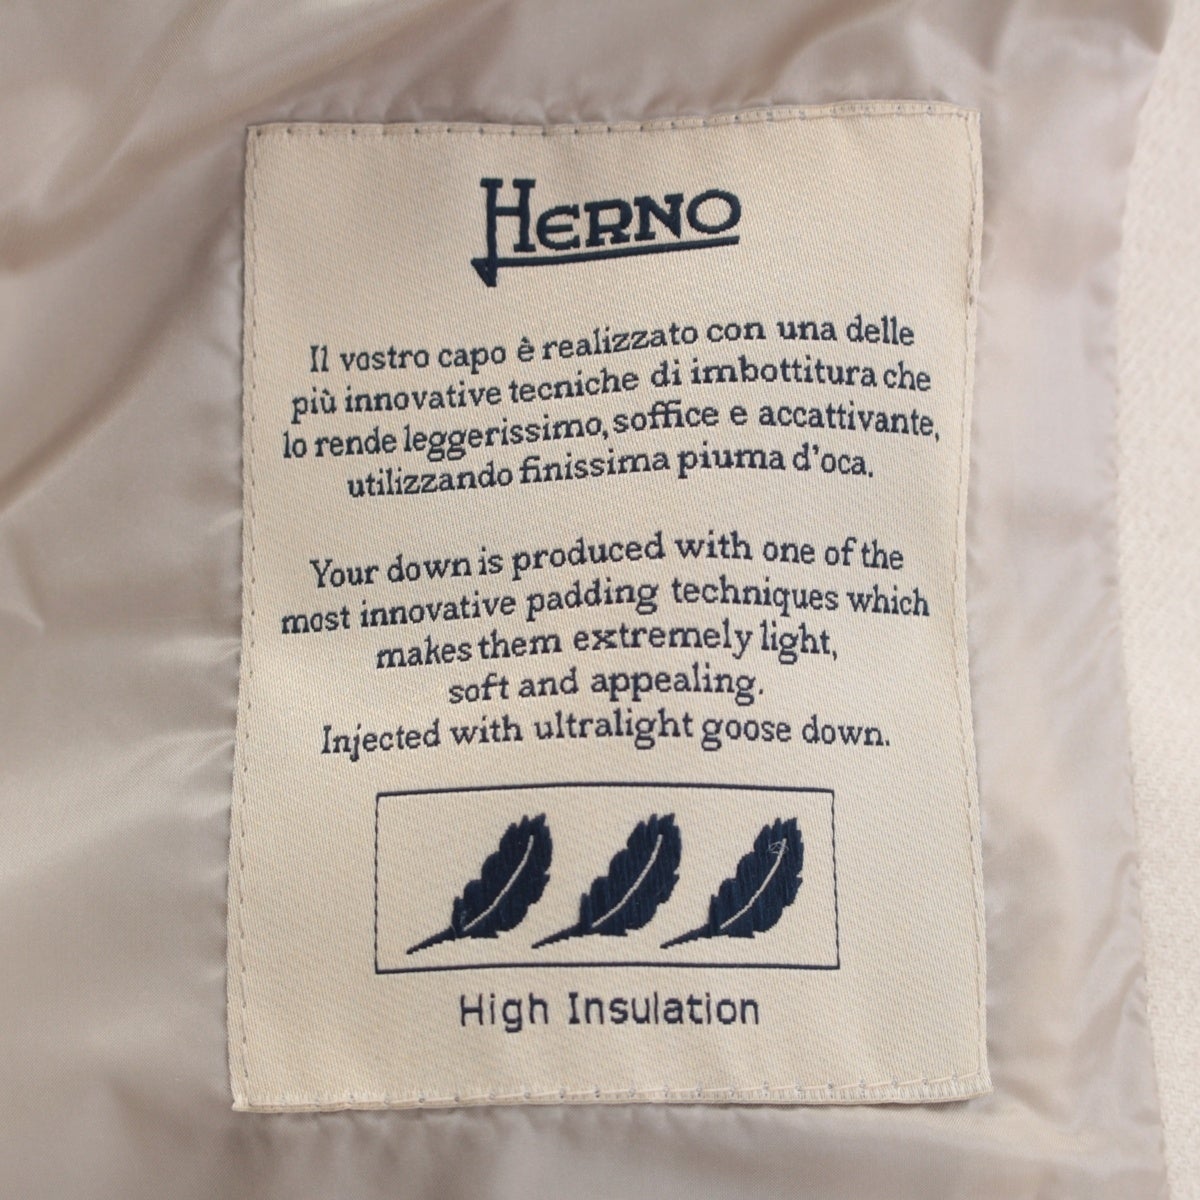 HERNO
Il vostro capo è realizzato con una delle
più innovative tecniche di imbottitura che
lo rende leggerissimo, soffice e accattivante,
utilizzando finissima piuma d'oca.
Your down is produced with one of the
most innovative padding techniques which
makes them extremely light,
soft and appealing.
Injected with ultralight goose down.
High Insulation